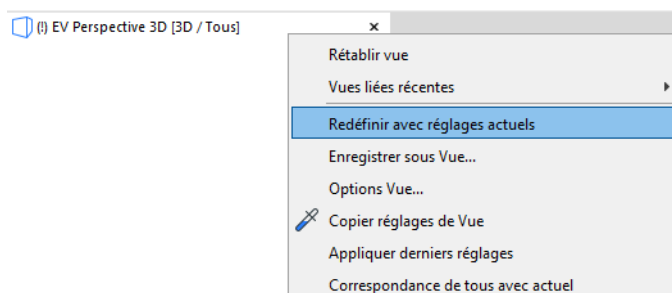 (!) EV Perspective 3D [3D / Tous]
Rétablir vue
Vues liées récentes
Redéfinir avec réglages actuels
Enregistrer sous Vue...
Options Vue...
Copier réglages de Vue
Appliquer derniers réglages
Correspondance de tous avec actuel